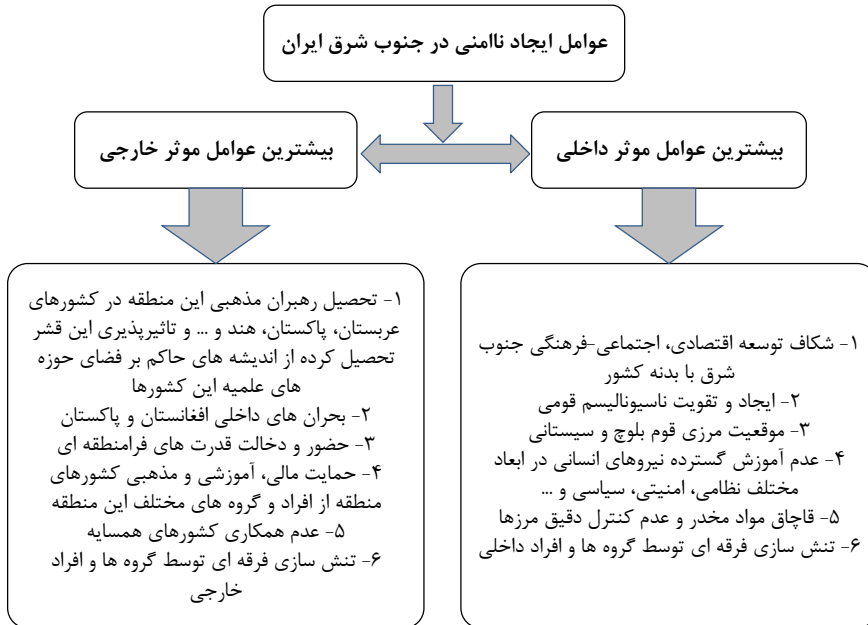 عوامل ایجاد ناامنی در جنوب شرق ایران
بیشترین عوامل موثر داخلی
بیشترین عوامل موثر خارجی
۱- شکاف توسعه اقتصادی، اجتماعی-فرهنگی جنوب
شرق با بدنه کشور
۲- ایجاد و تقویت ناسیونالیسم قومی
۳- موقعیت مرزی قوم بلوچ و سیستانی
۴- عدم آموزش گسترده نیروهای انسانی در ابعاد
مختلف نظامی، امنیتی، سیاسی و ...
۵- قاچاق مواد مخدر و عدم کنترل دقیق مرزها
۶- تنش سازی فرقه ای توسط گروه ها و افراد داخلی
۱- تحصیل رهبران مذهبی این منطقه در کشورهای
عربستان، پاکستان، هند و ... و تاثیرپذیری این قشر
تحصیل کرده از اندیشه های حاکم بر فضای حوزه
های علمیه این کشورها
۲- بحران های داخلی افغانستان و پاکستان
۳- حضور و دخالت قدرت های فرامنطقه ای
۴- حمایت مالی، آموزشی و مذهبی کشورهای
منطقه از افراد و گروه های مختلف این منطقه
۵- عدم همکاری کشورهای همسایه
۶- تنش سازی فرقه ای توسط گروه ها و افراد
خارجی